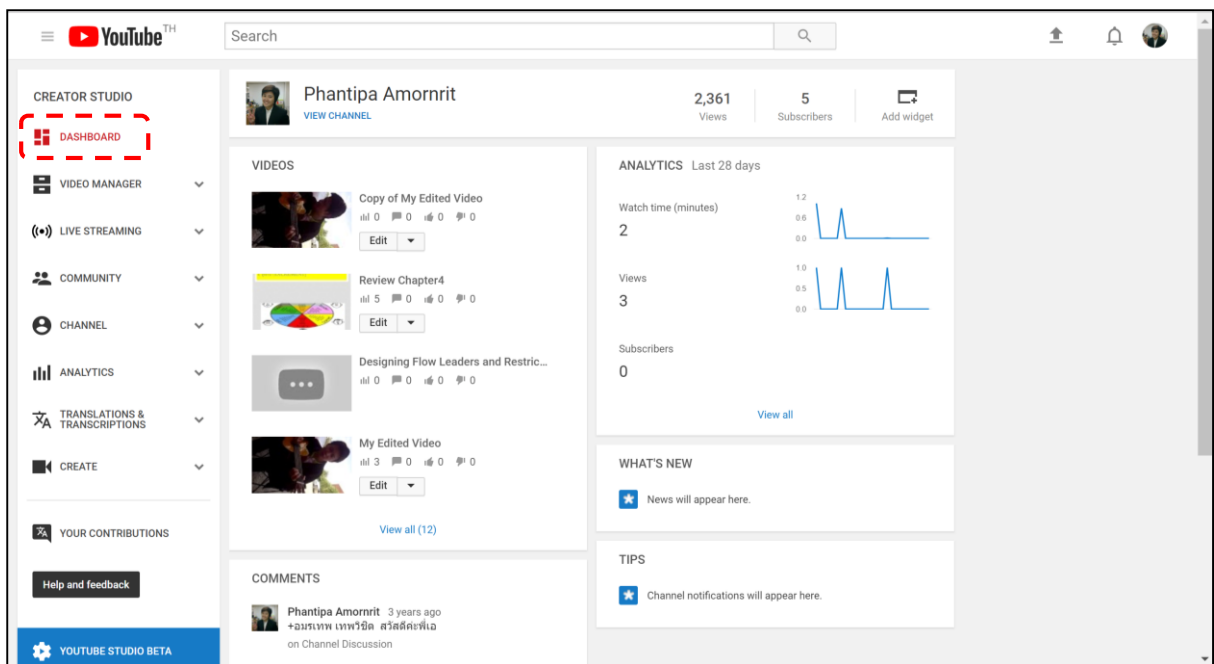 YouTube TH
Search
CREATOR STUDIO
DASHBOARD
VIDEO MANAGER
LIVE STREAMING
COMMUNITY
CHANNEL
ANALYTICS
TRANSLATIONS &
TRANSCRIPTIONS
CREATE
YOUR CONTRIBUTIONS
Help and feedback
YOUTUBE STUDIO BETA
Phantipa Amornrit
VIEW CHANNEL
2,361
Views
5
Subscribers
Add widget
VIDEOS
Copy of My Edited Video
0 0 0 0
Edit
Review Chapter4
5 0 0 0
Edit
Designing Flow Leaders and Restric...
0 0 0 0
My Edited Video
3 0 0 0
Edit
View all (12)
COMMENTS
Phantipa Amornrit 3 years ago
+อมรเทพ เทพวิชิต สวัสดีค่ะพี่เอ
on Channel Discussion
ANALYTICS Last 28 days
Watch time (minutes)
2
1.2
0.6
0.0
Views
3
1.0
0.5
0.0
Subscribers
0
View all
WHAT'S NEW
News will appear here.
TIPS
Channel notifications will appear here.